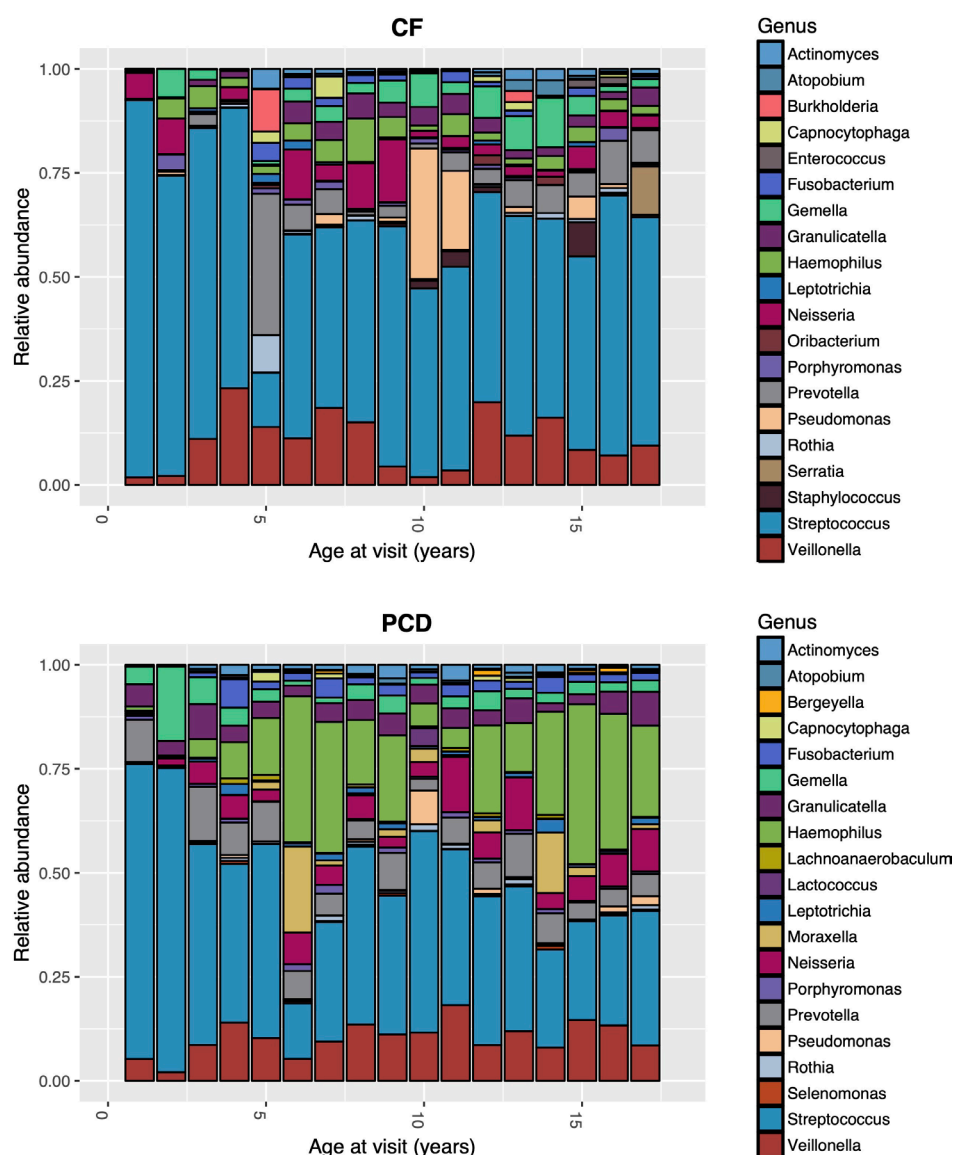 CF
Relative abundance
1.00
0.75
0.50
0.25
0.00
0
5
10
15
Age at visit (years)
Genus
Actinomyces
Atopobium
Burkholderia
Capnocytophaga
Enterococcus
Fusobacterium
Gemella
Granulicatella
Haemophilus
Leptotrichia
Neisseria
Oribacterium
Porphyromonas
Prevotella
Pseudomonas
Rothia
Serratia
Staphylococcus
Streptococcus
Veillonella
PCD
Relative abundance
1.00
0.75
0.50
0.25
0.00
0
5
10
15
Age at visit (years)
Genus
Actinomyces
Atopobium
Bergeyella
Capnocytophaga
Fusobacterium
Gemella
Granulicatella
Haemophilus
Lachnoanaerobaculum
Lactococcus
Leptotrichia
Moraxella
Neisseria
Porphyromonas
Prevotella
Pseudomonas
Rothia
Selenomonas
Streptococcus
Veillonella